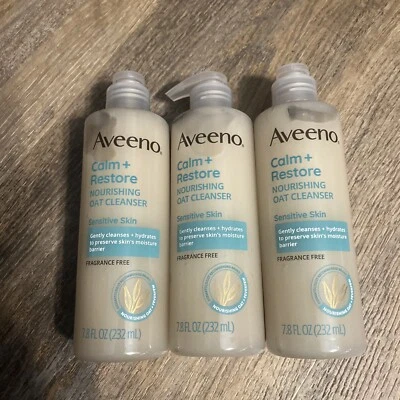 Aveeno
Calm +
Restore
NOURISHING
OAT CLEANSER
Sensitive Skin
Gently cleanses + hydrates
to preserve skin's moisture
barrier
FRAGRANCE FREE
7.8 FL OZ (232 mL)
Aveeno
Calm +
Restore
NOURISHING
OAT CLEANSER
Sensitive Skin
Gently cleanses + hydrates
to preserve skin's moisture
barrier
FRAGRANCE FREE
7.8 FL OZ (232 mL)
Aveeno
Calm +
Restore
NOURISHING
OAT CLEANSER
Sensitive Skin
Gently cleanses + hydrates
to preserve skin's moisture
barrier
FRAGRANCE FREE
7.8 FL OZ (232 mL)